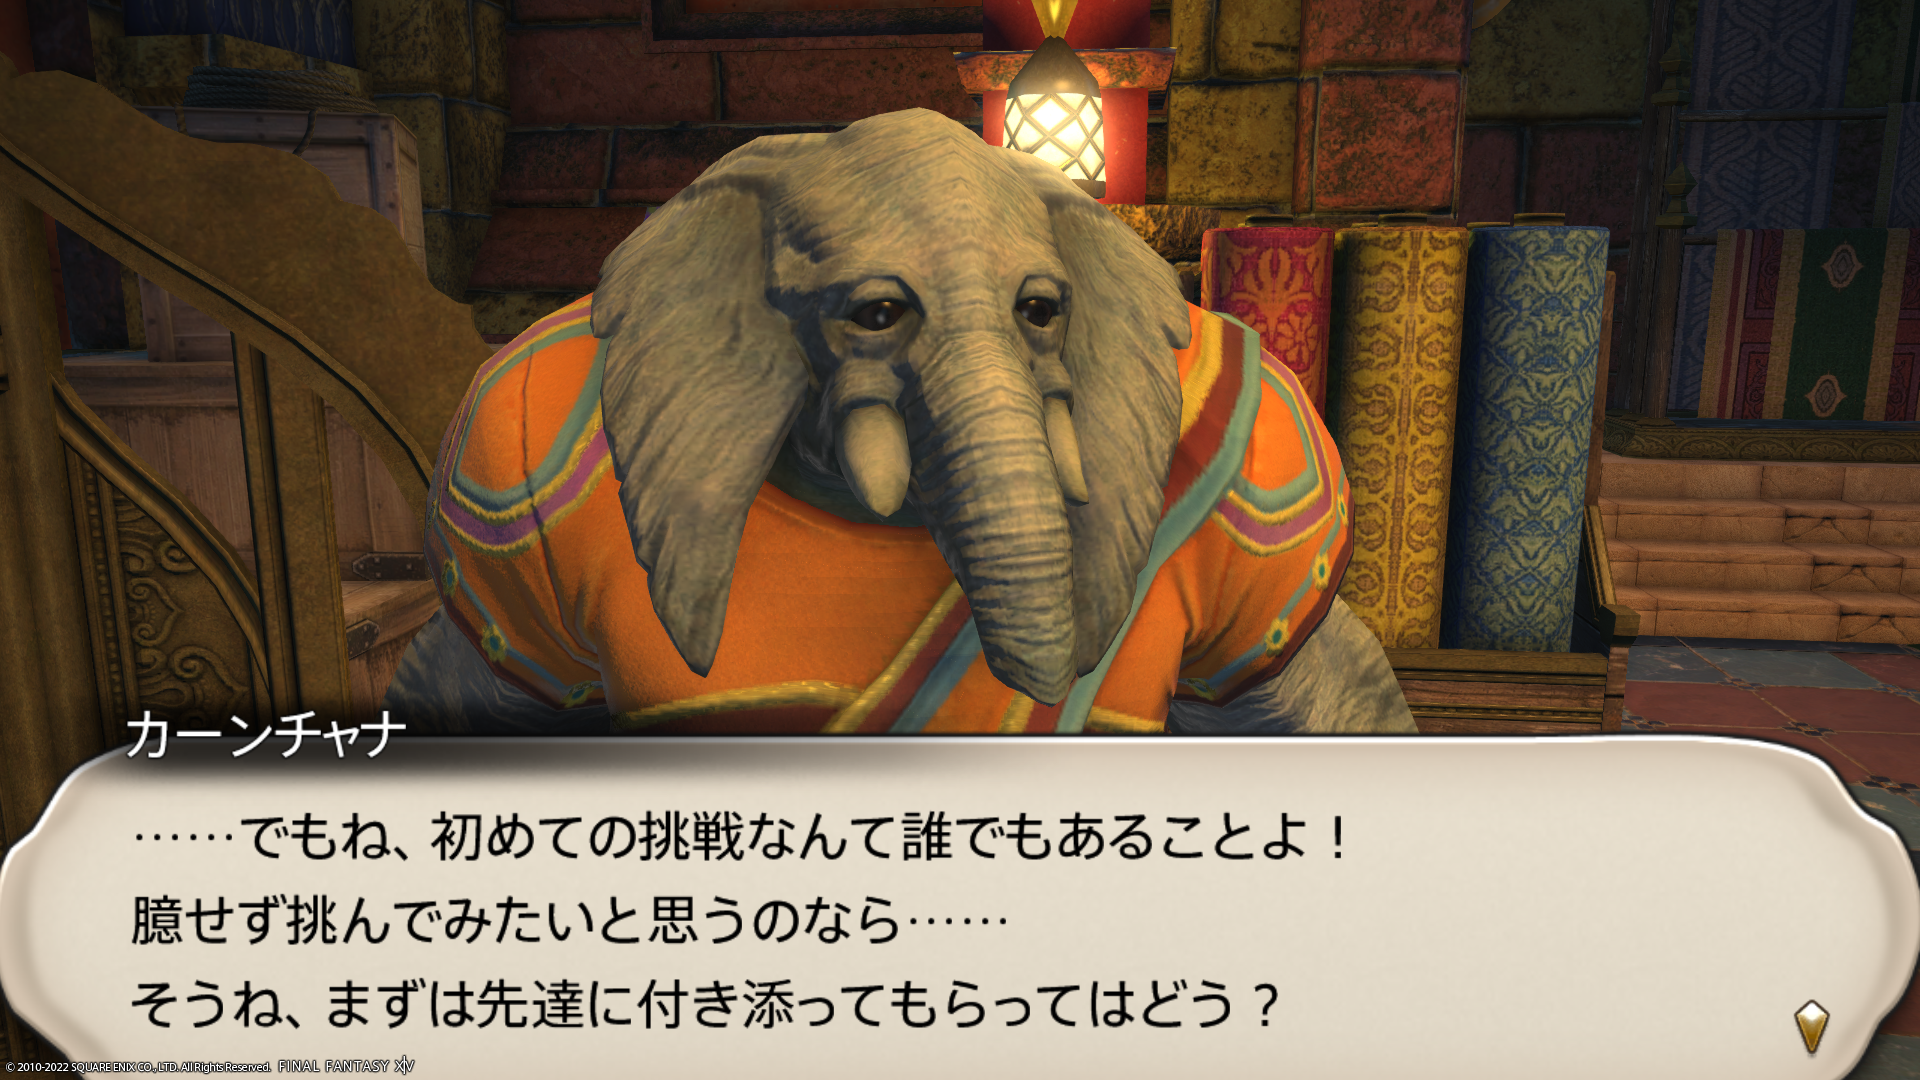 カーンチャナ
……でもね、初めての挑戦なんて誰でもあることよ！
臆せず挑んでみたいと思うのなら……
そうね、まずは先達に付き添ってもらってはどう？
© 2010-2022 SQUARE ENIX CO., LTD. All Rights Reserved. FINAL FANTASY XIV